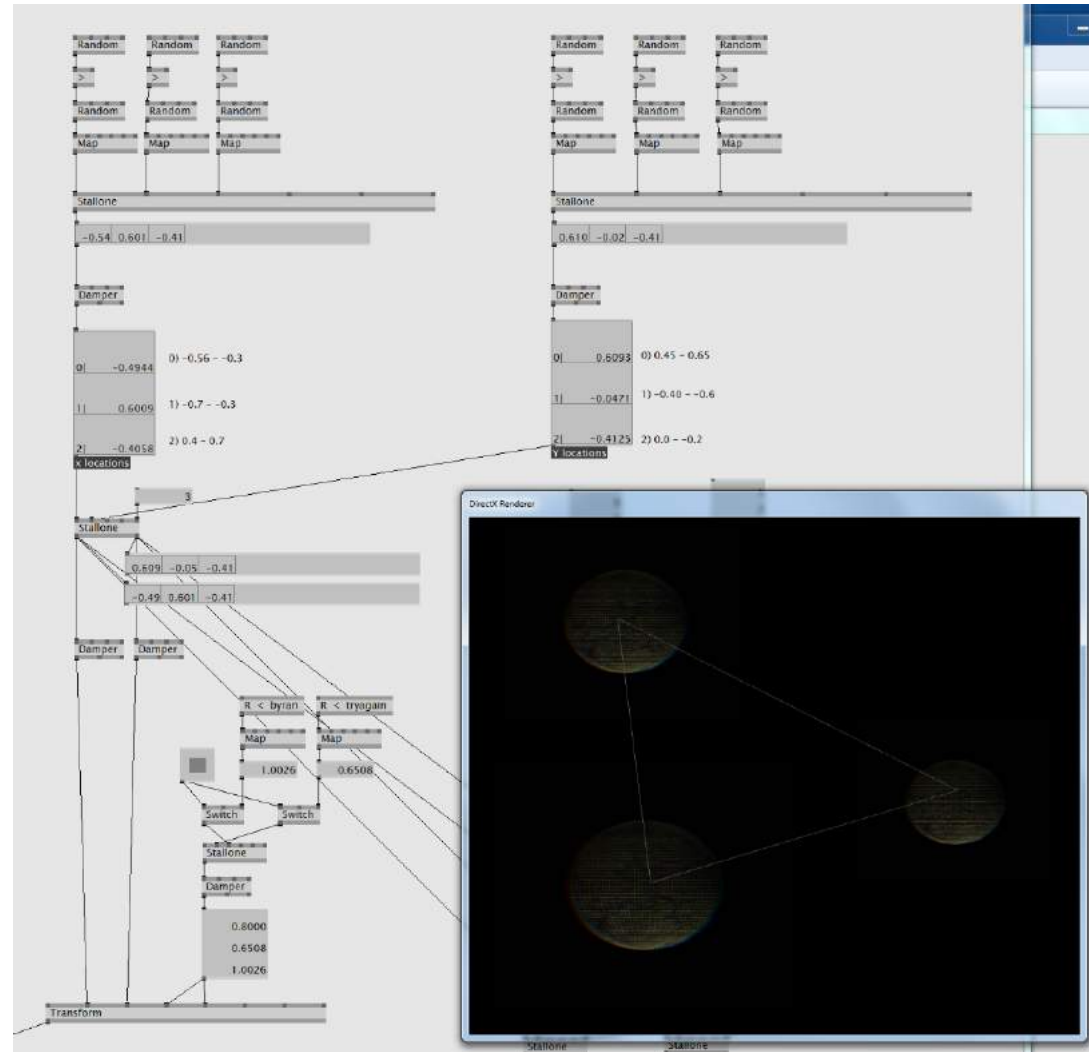 Random Random Random Random Random Random
> > > > > >
Random Random Random Random Random Random
Map Map Map Map Map Map
Stallone Stallone
-0.54 0.601 -0.41 0.610 -0.02 -0.41
Damper Damper
0| -0.4944 0) -0.56 - -0.3 0| 0.6093 0) 0.45 - 0.65
1| 0.6009 1) -0.7 - -0.3 1| -0.0471 1) -0.40 - -0.6
2| -0.4058 2) 0.4 - 0.7 2| -0.4125 2) 0.0 - -0.2
X locations Y locations
3
DirectX Renderer
Stallone
0.609 -0.05 -0.41
-0.49 0.601 -0.41
Damper Damper
R < byran R < tryagain
Map Map
1.0026 0.6508
Switch Switch
Stallone
Damper
0.8000
0.6508
1.0026
Transform
Stallone Stallone